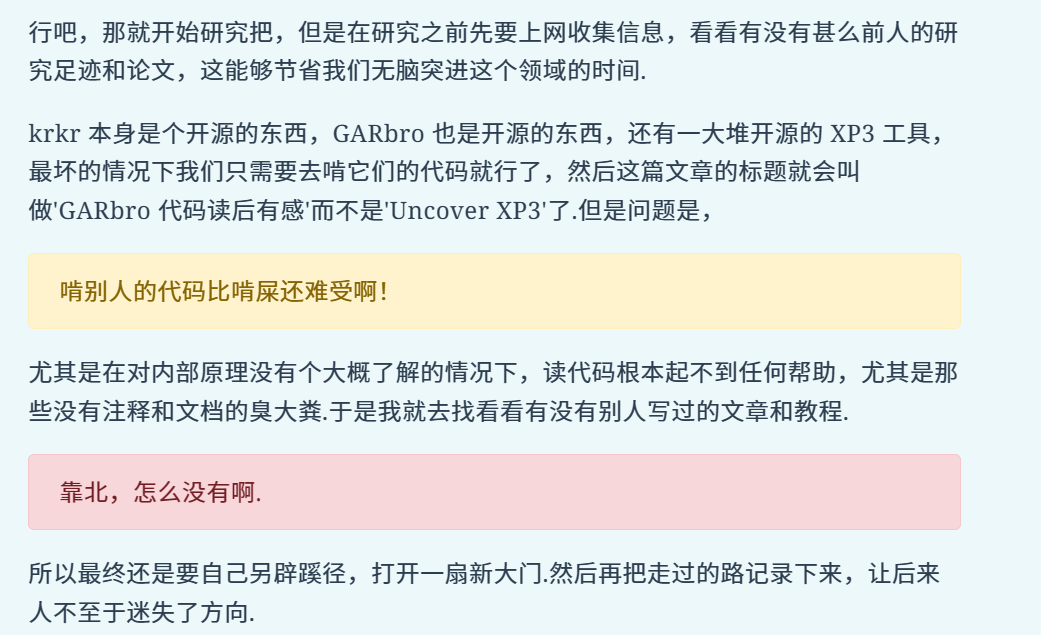 行吧，那就开始研究把，但是在研究之前先要上网收集信息，看看有没有甚么前人的研
究足迹和论文，这能够节省我们无脑突进这个领域的时间.
krkr 本身是个开源的东西，GARbro 也是开源的东西，还有一大堆开源的 XP3 工具，
最坏的情况下我们只需要去啃它们的代码就行了，然后这篇文章的标题就会叫
做'GARbro 代码读后有感'而不是'Uncover XP3'了.但是问题是，
啃别人的代码比啃屎还难受啊！
尤其是在对内部原理没有个大概了解的情况下，读代码根本起不到任何帮助，尤其是那
些没有注释和文档的臭大粪.于是我就去找看看有没有别人写过的文章和教程.
靠北，怎么没有啊.
所以最终还是要自己另辟蹊径，打开一扇新大门.然后再把走过的路记录下来，让后来
人不至于迷失了方向.